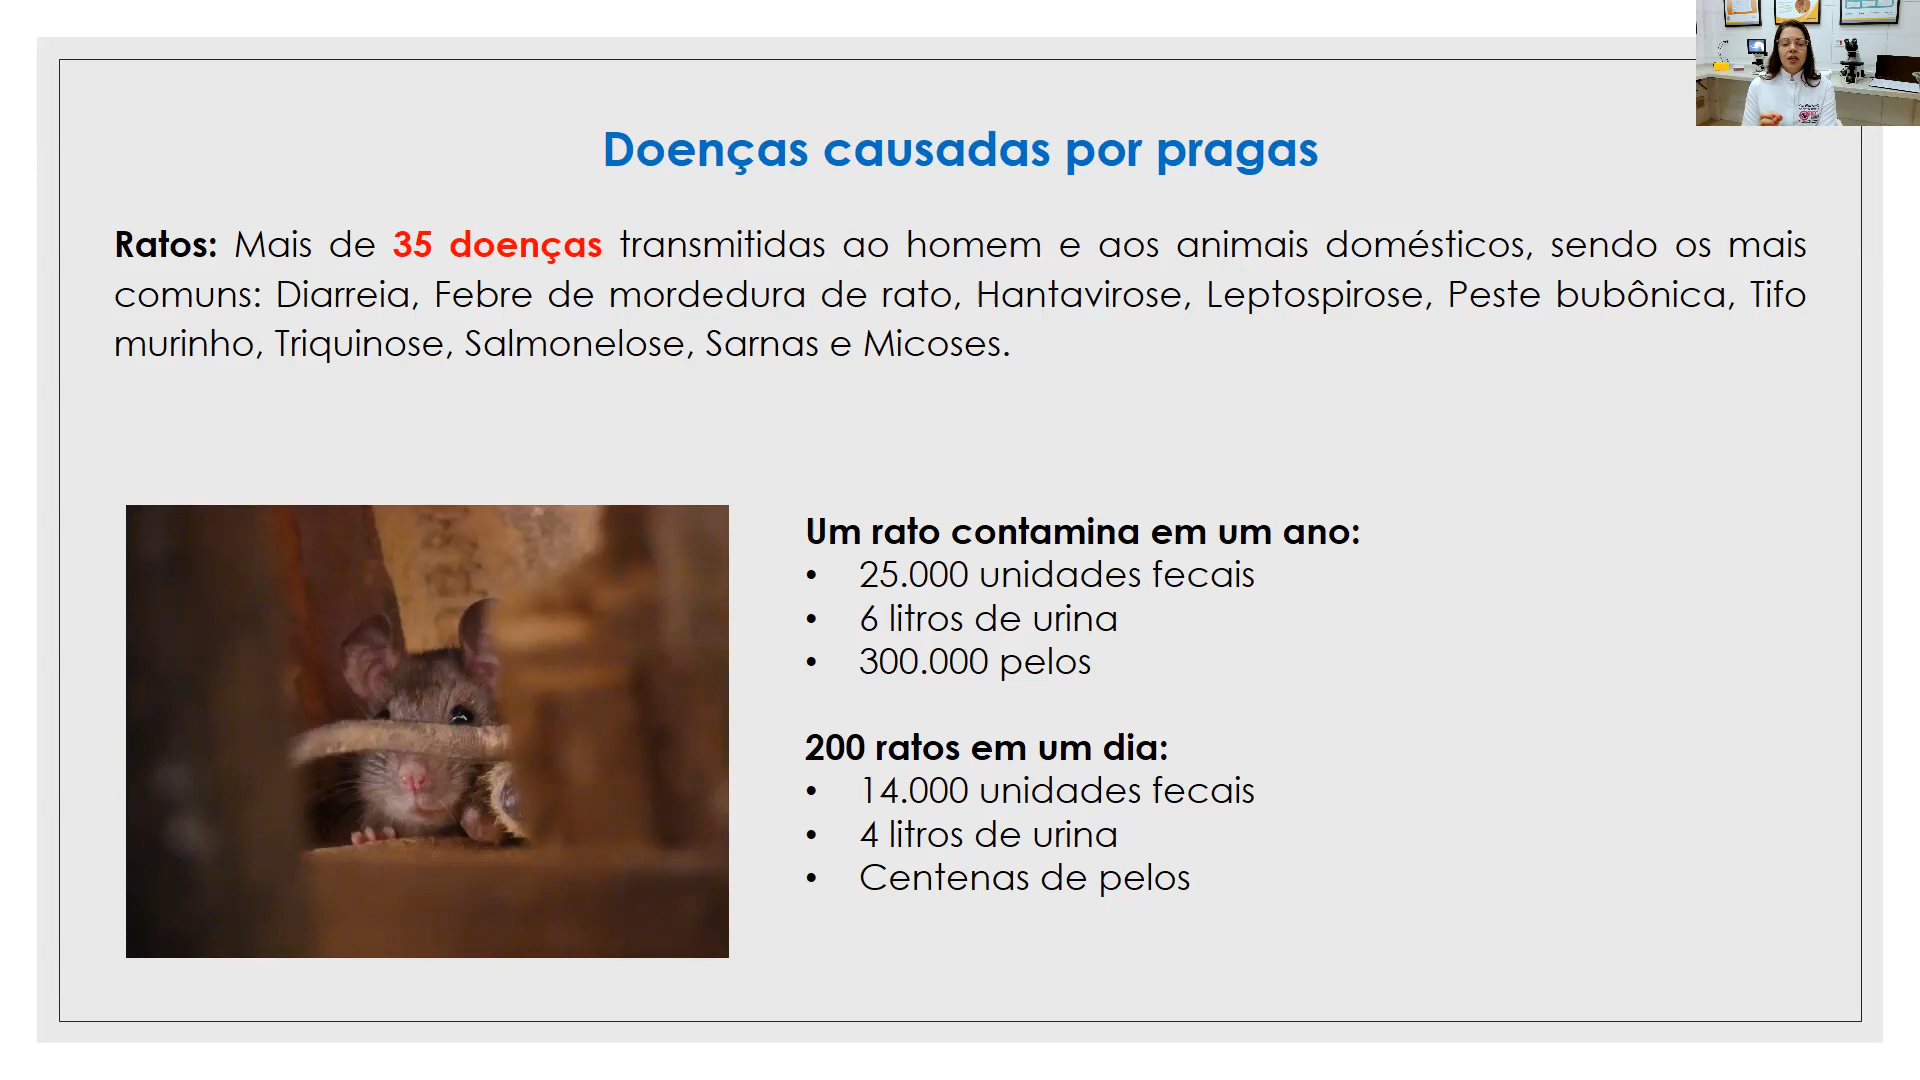 Doenças causadas por pragas
Ratos: Mais de 35 doenças transmitidas ao homem e aos animais domésticos, sendo os mais
comuns: Diarreia, Febre de mordedura de rato, Hantavirose, Leptospirose, Peste bubônica, Tifo
murinho, Triquinose, Salmonelose, Sarnas e Micoses.
Um rato contamina em um ano:
• 25.000 unidades fecais
• 6 litros de urina
• 300.000 pelos
200 ratos em um dia:
• 14.000 unidades fecais
• 4 litros de urina
• Centenas de pelos